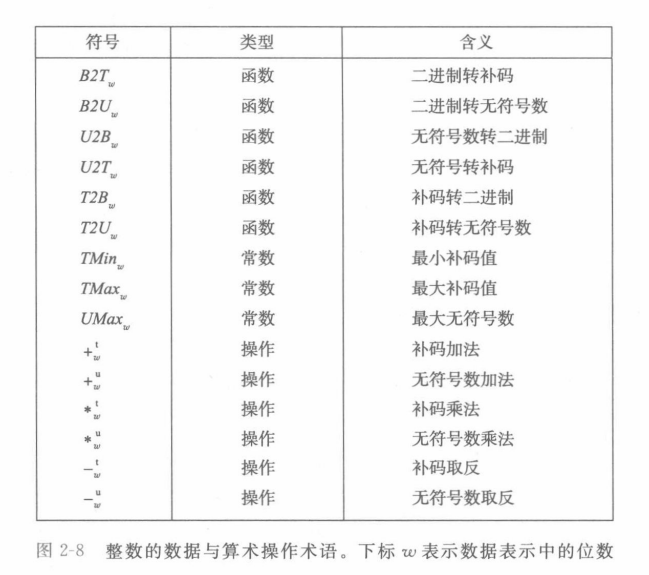 符号 类型 含义
B2T_w 函数 二进制转补码
B2U_w 函数 二进制转无符号数
U2B_w 函数 无符号数转二进制
U2T_w 函数 无符号转补码
T2B_w 函数 补码转二进制
T2U_w 函数 补码转无符号数
TMin_w 常数 最小补码值
TMax_w 常数 最大补码值
UMax_w 常数 最大无符号数
+^t_w 操作 补码加法
+^u_w 操作 无符号数加法
*^t_w 操作 补码乘法
*^u_w 操作 无符号数乘法
-^t_w 操作 补码取反
-^u_w 操作 无符号数取反
图 2-8 整数的数据与算术操作术语。下标 w 表示数据表示中的位数